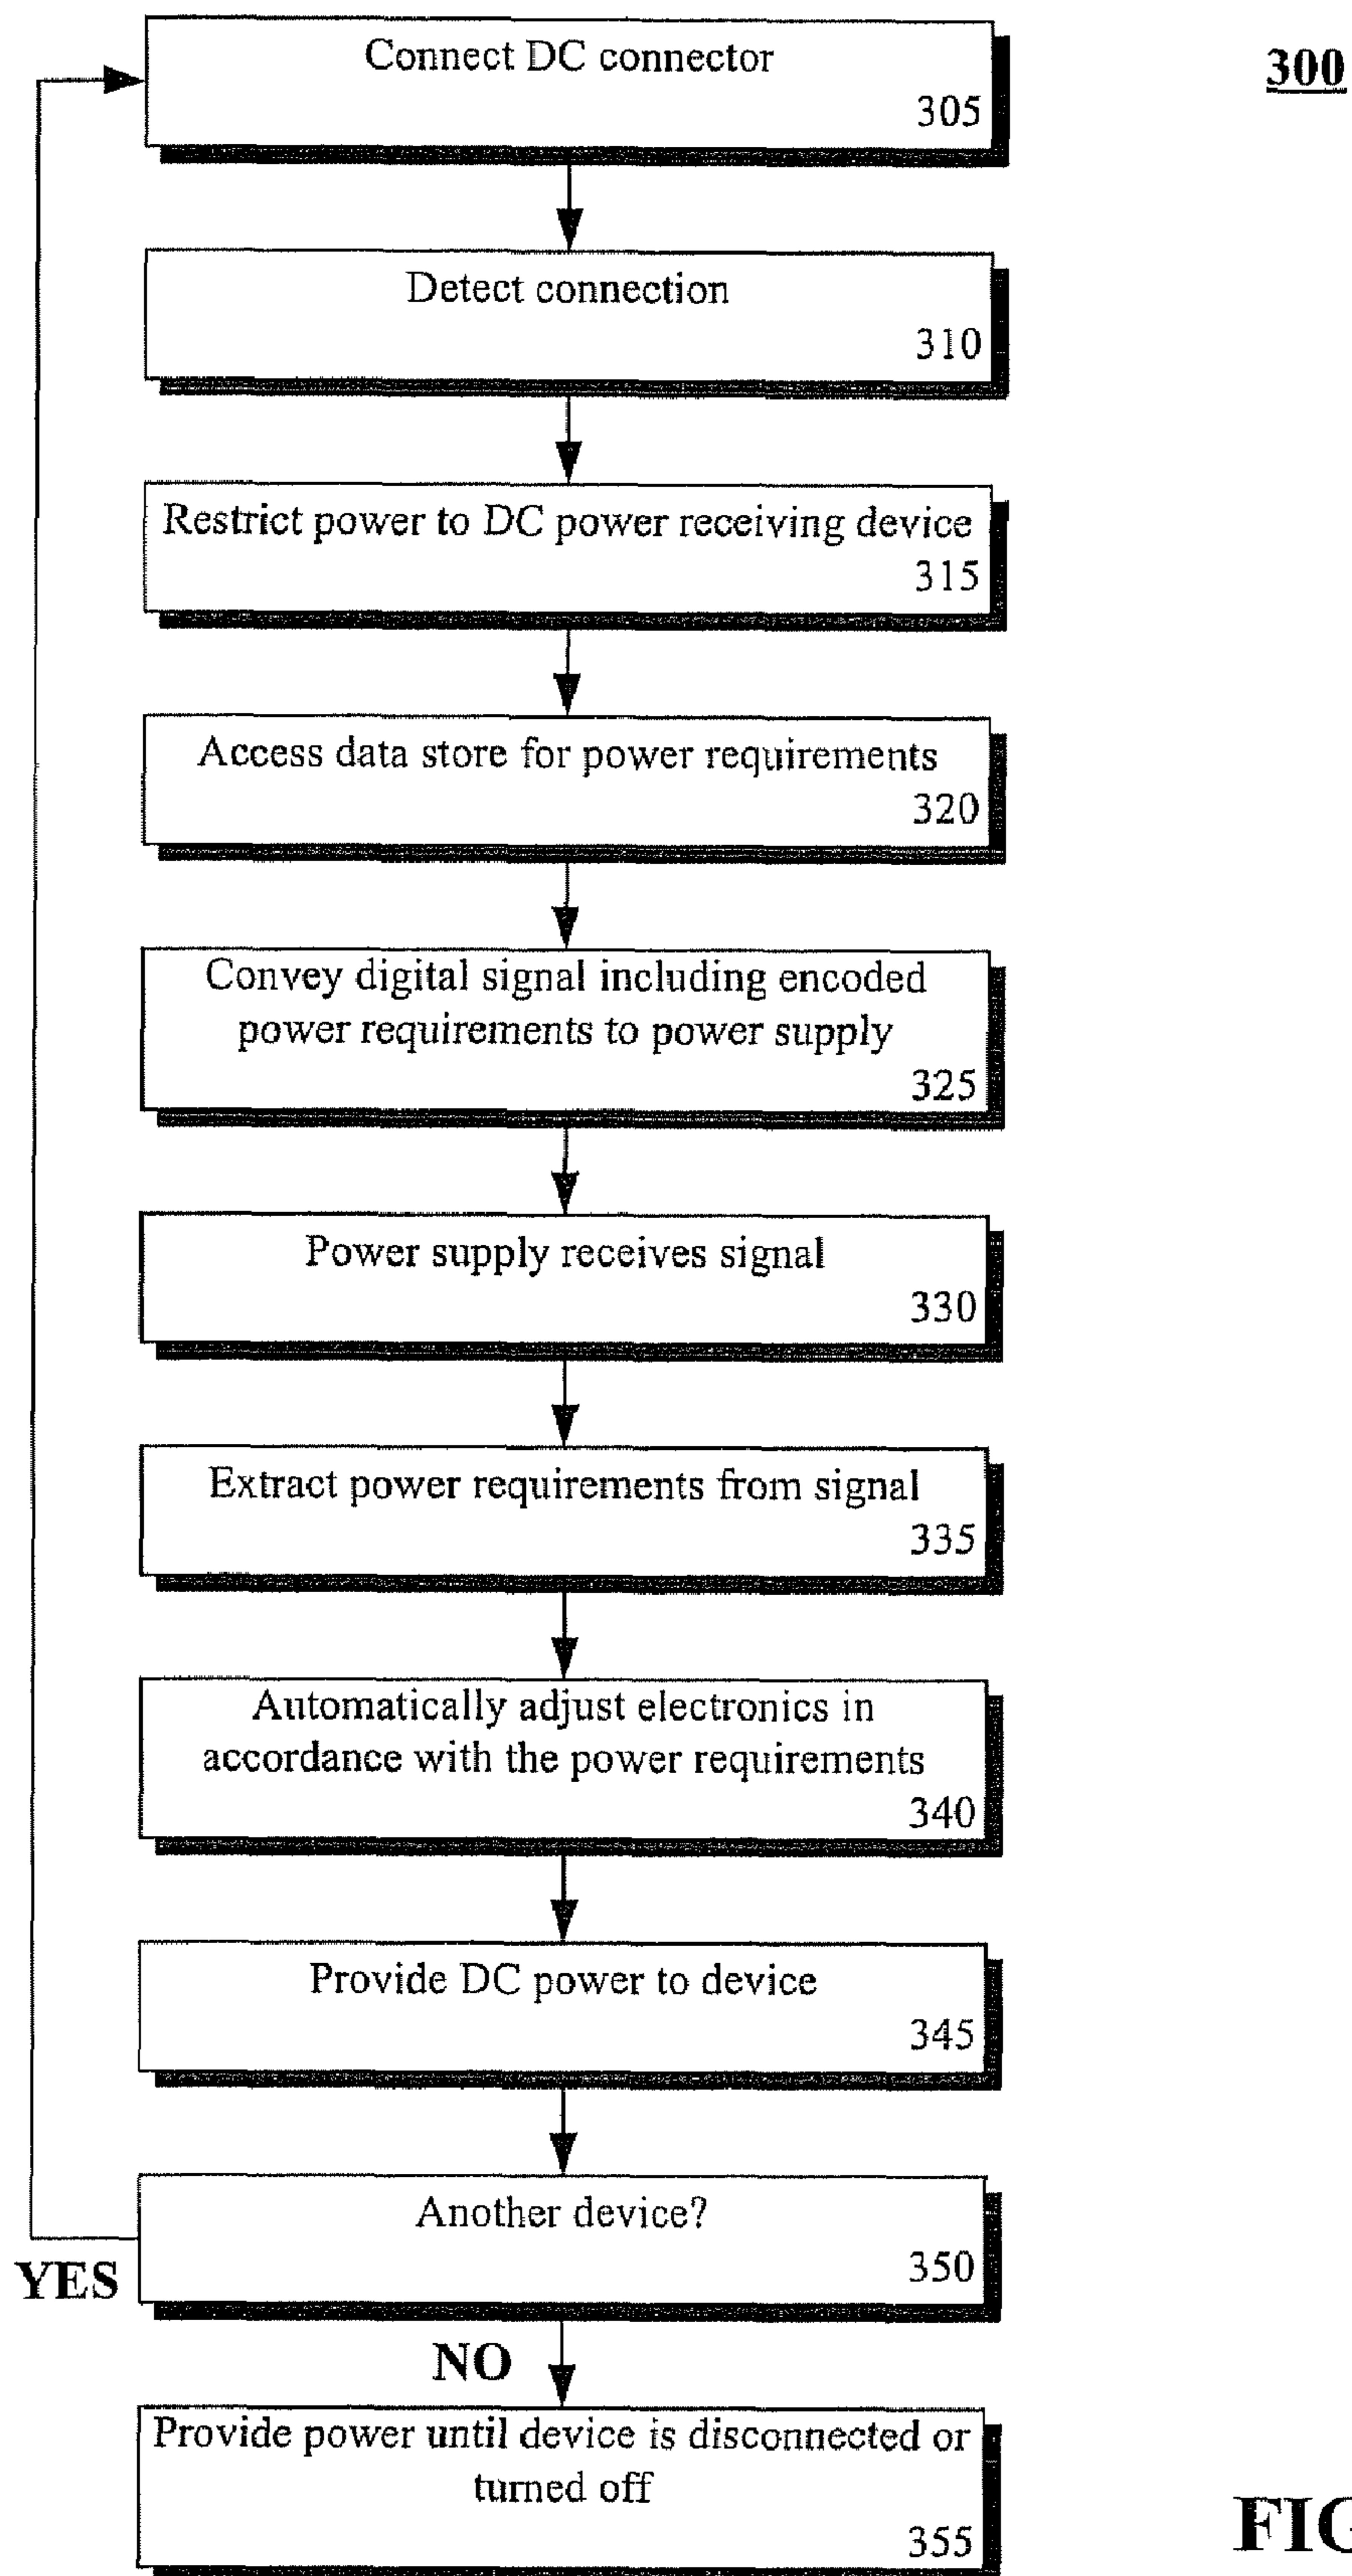 300
Connect DC connector
305
Detect connection
310
Restrict power to DC power receiving device
315
Access data store for power requirements
320
Convey digital signal including encoded
power requirements to power supply
325
Power supply receives signal
330
Extract power requirements from signal
335
Automatically adjust electronics in
accordance with the power requirements
340
Provide DC power to device
345
Another device?
350
YES
NO
Provide power until device is disconnected or
turned off
355